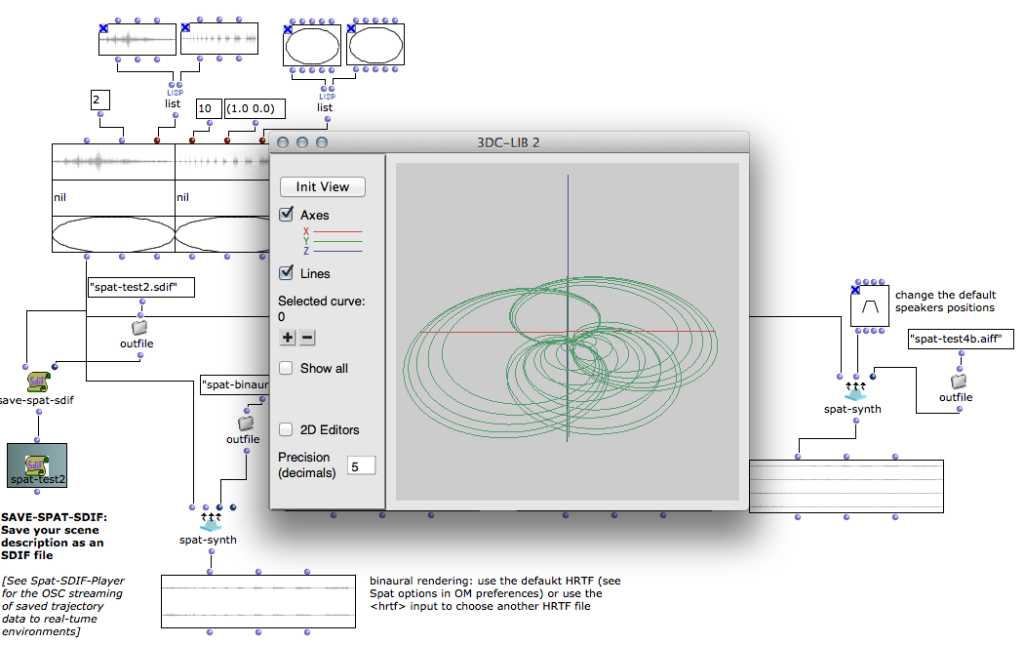 2
LISP
list
10
(1.0 0.0)
LISP
list
nil
nil
3DC-LIB 2
Init View
Axes
X
Y
Z
Lines
Selected curve:
0
+ −
Show all
2D Editors
Precision
(decimals)
5
"spat-test2.sdif"
outfile
Sdif
save-spat-sdif
Sdif
spat-test2
SAVE-SPAT-SDIF:
Save your scene
description as an
SDIF file
[See Spat-SDIF-Player
for the OSC streaming
of saved trajectory
data to real-tume
environments]
"spat-binaur
outfile
spat-synth
binaural rendering: use the defaukt HRTF (see
Spat options in OM preferences) or use the
<hrtf> input to choose another HRTF file
change the default
speakers positions
"spat-test4b.aiff"
outfile
spat-synth